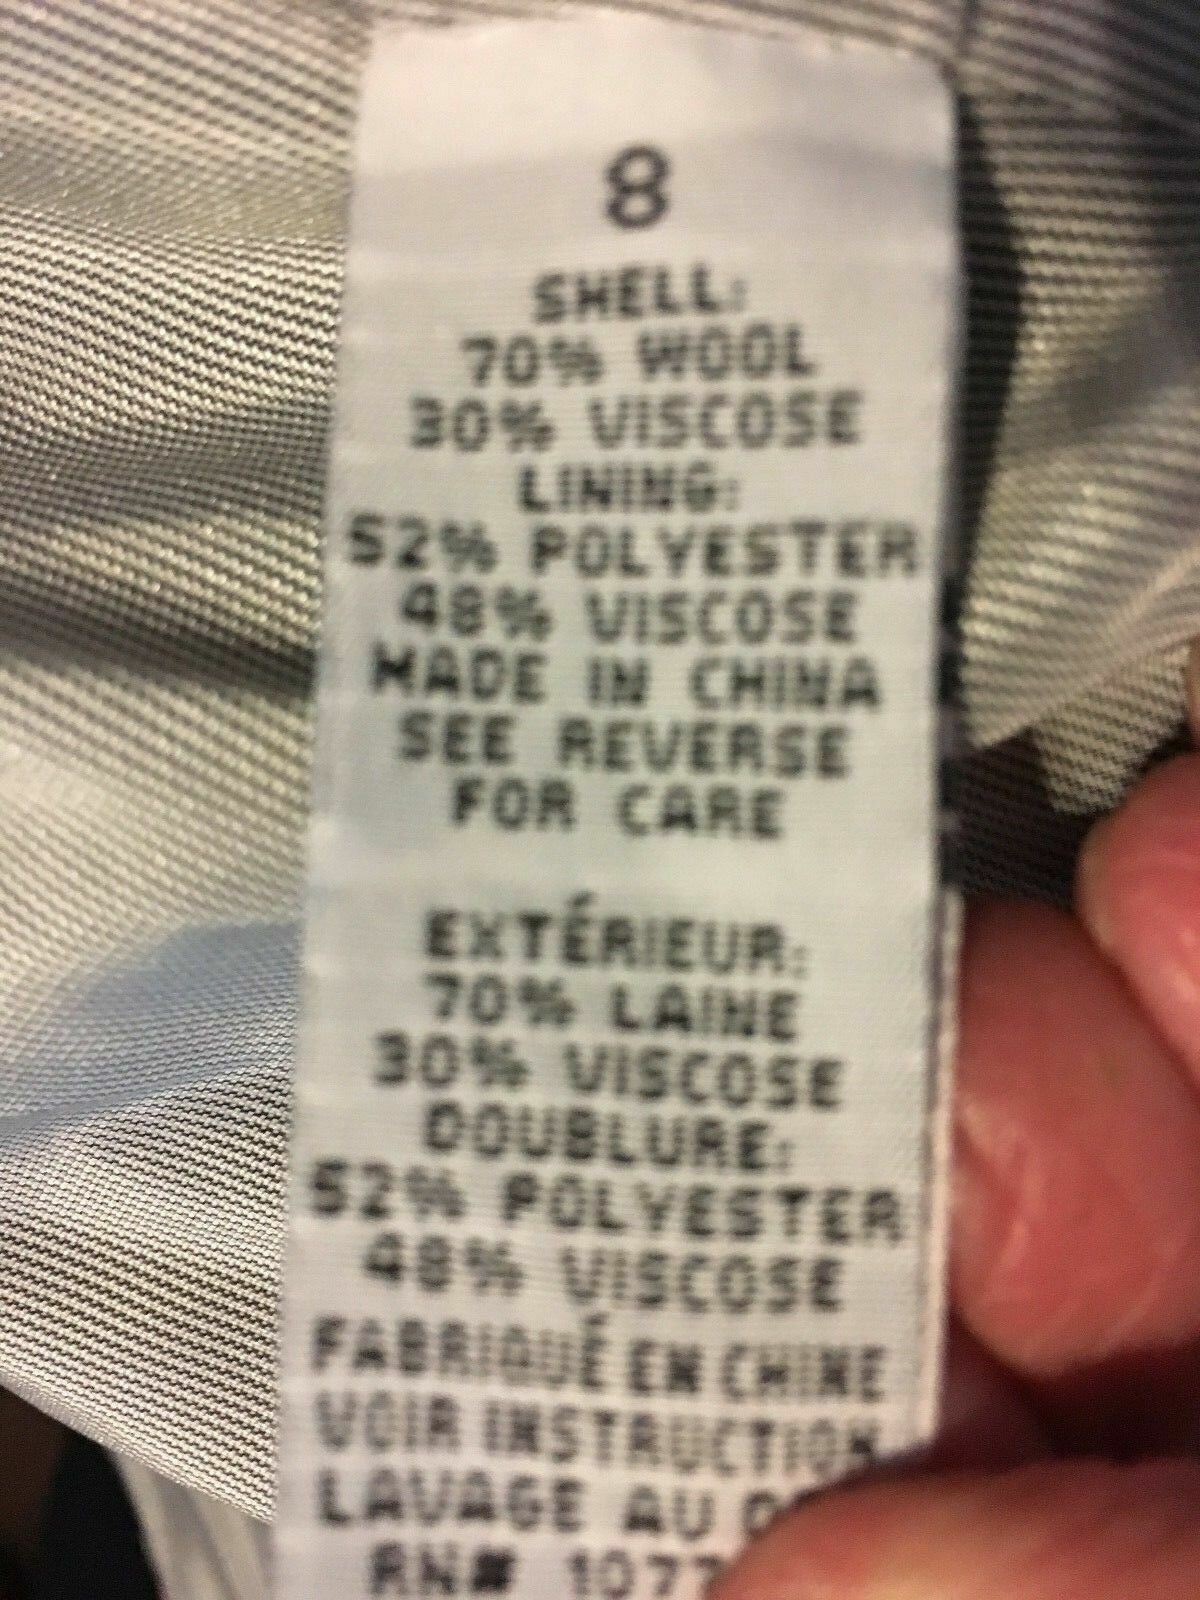 8
SHELL:
70% WOOL
30% VISCOSE
LINING:
52% POLYESTER
48% VISCOSE
MADE IN CHINA
SEE REVERSE
FOR CARE
EXTÉRIEUR:
70% LAINE
30% VISCOSE
DOUBLURE:
52% POLYESTER
48% VISCOSE
FABRIQUÉ EN CHINE
VOIR INSTRUCTION
LAVAGE AU
RN#